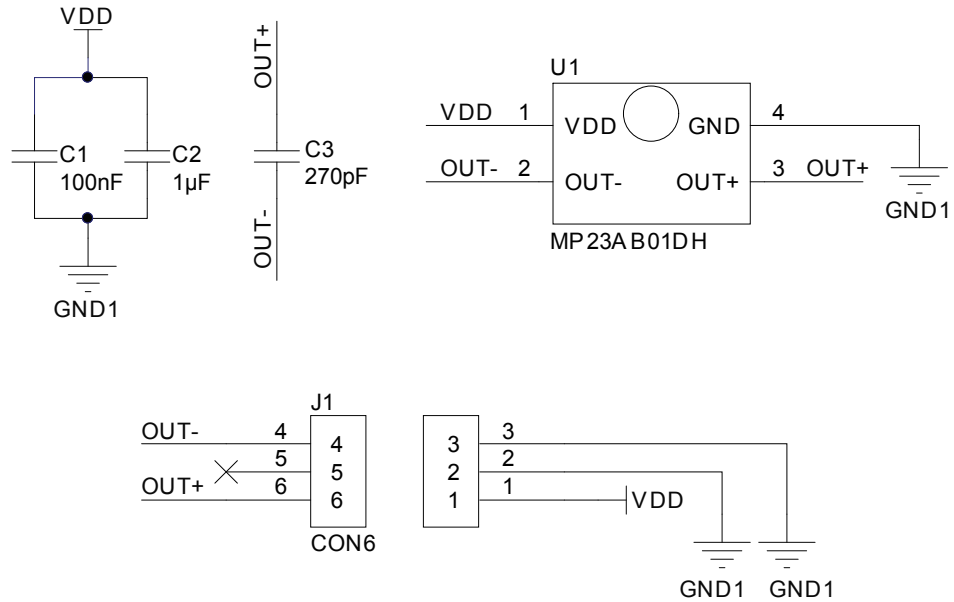 VDD
C1
100nF
C2
1µF
GND1
OUT+
C3
270pF
OUT-
U1
VDD 1 VDD GND 4
OUT- 2 OUT- OUT+ 3 OUT+
GND1
MP23AB01DH
J1
OUT- 4 4
5 5
OUT+ 6 6
CON6
3 3
2 2
1 1 VDD
GND1 GND1